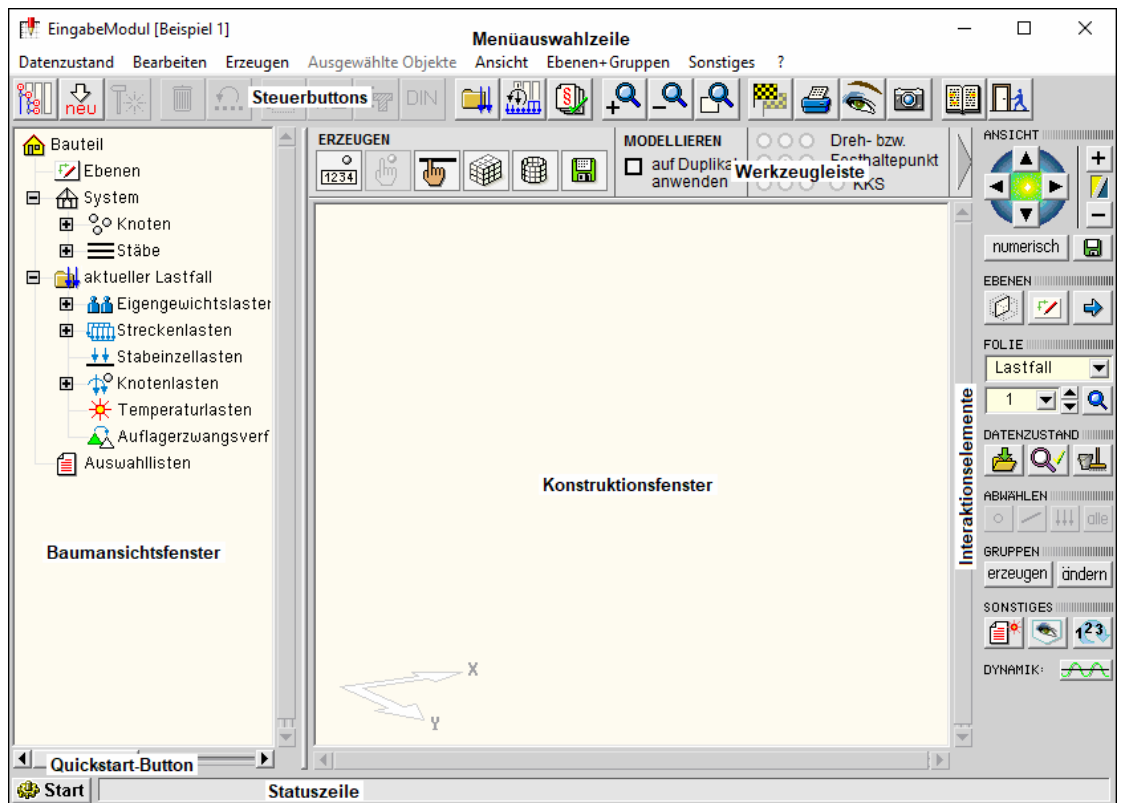 EingabeModul [Beispiel 1]
Menüauswahlzeile
Datenzustand Bearbeiten Erzeugen Ausgewählte Objekte Ansicht Ebenen+Gruppen Sonstiges ?
neu
Steuerbuttons
DIN
Bauteil
Ebenen
System
Knoten
Stäbe
aktueller Lastfall
Eigengewichtslaster
Streckenlasten
Stabeinzellasten
Knotenlasten
Temperaturlasten
Auflagerzwangsverf
Auswahllisten
Baumansichtsfenster
ERZEUGEN
1234
MODELLIEREN
auf Duplikat
anwenden
Dreh- bzw.
Festhaltepunkt
KKS
Werkzeugleiste
Konstruktionsfenster
X
Y
Interaktionselemente
ANSICHT
numerisch
EBENEN
FOLIE
Lastfall
1
DATENZUSTAND
ABWÄHLEN
alle
GRUPPEN
erzeugen ändern
SONSTIGES
123
DYNAMIK:
Quickstart-Button
Start
Statuszeile